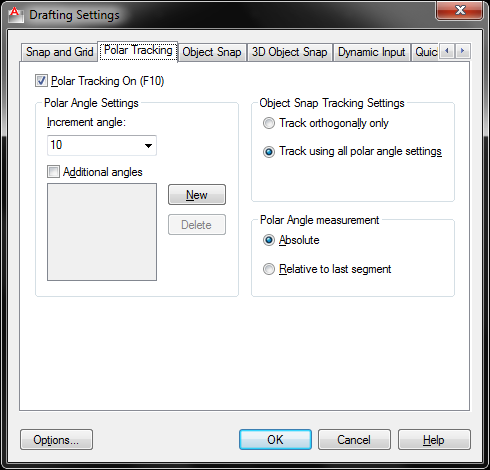 Drafting Settings
Snap and Grid
Polar Tracking
Object Snap
3D Object Snap
Dynamic Input
Quic
Polar Tracking On (F10)
Polar Angle Settings
Increment angle:
10
Additional angles
New
Delete
Object Snap Tracking Settings
Track orthogonally only
Track using all polar angle settings
Polar Angle measurement
Absolute
Relative to last segment
Options...
OK
Cancel
Help